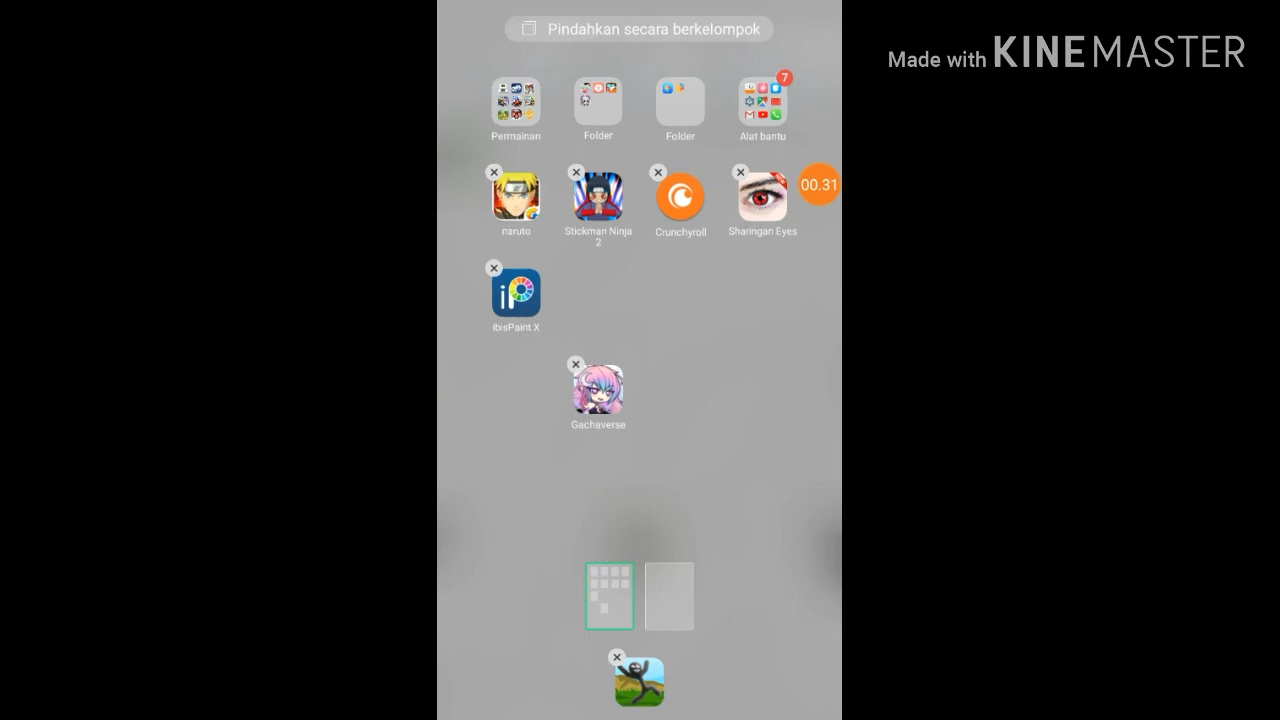 Pindahkan secara berkelompok
Made with KINEMASTER
7
Permainan
Folder
Folder
Alat bantu
00.31
naruto
Stickman Ninja
2
Crunchyroll
Sharingan Eyes
iP
ibisPaint X
Gachaverse